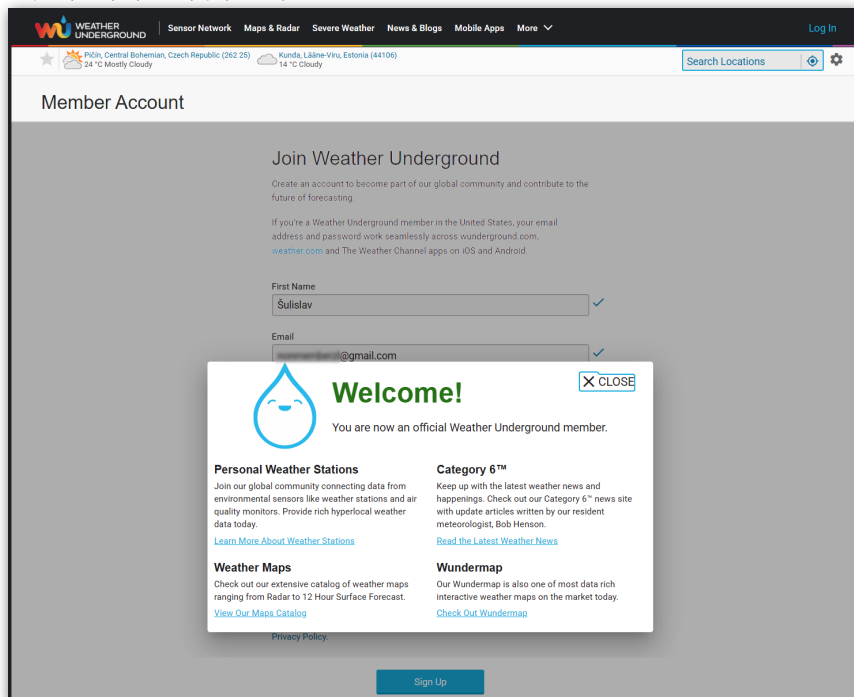 WEATHER
UNDERGROUND
Sensor Network Maps & Radar Severe Weather News & Blogs Mobile Apps More
Log In
Pičín, Central Bohemian, Czech Republic (262 25)
24 °C Mostly Cloudy
Kunda, Lääne-Viru, Estonia (44106)
14 °C Cloudy
Search Locations
Member Account
Join Weather Underground
Create an account to become part of our global community and contribute to the
future of forecasting.
If you're a Weather Underground member in the United States, your email
address and password work seamlessly across wunderground.com,
weather.com and The Weather Channel apps on iOS and Android.
First Name
Šulislav
Email
@gmail.com
CLOSE
Welcome!
You are now an official Weather Underground member.
Personal Weather Stations
Join our global community connecting data from
environmental sensors like weather stations and air
quality monitors. Provide rich hyperlocal weather
data today.
Learn More About Weather Stations
Category 6™
Keep up with the latest weather news and
happenings. Check out our Category 6™ news site
with update articles written by our resident
meteorologist, Bob Henson.
Read the Latest Weather News
Weather Maps
Check out our extensive catalog of weather maps
ranging from Radar to 12 Hour Surface Forecast.
View Our Maps Catalog
Wundermap
Our Wundermap is also one of most data rich
interactive weather maps on the market today.
Check Out Wundermap
Privacy Policy.
Sign Up